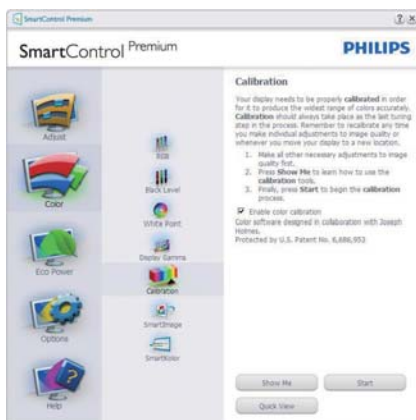 SmartControl Premium
SmartControl Premium
PHILIPS
Adjust
Color
Eco Power
Options
Help
RGB
Black Level
White Point
Display Gamma
Calibration
SmartImage
SmartKolor
Calibration
Your display needs to be properly calibrated in order
for it to produce the widest range of colors accurately.
Calibration should always take place as the last tuning
step in the process. Remember to recalibrate any time
you make individual adjustments to image quality or
whenever you move your display to a new location.
1. Make all other necessary adjustments to image
quality first.
2. Press Show Me to learn how to use the
calibration tools.
3. Finally, press Start to begin the calibration
process.
Enable color calibration
Color software designed in collaboration with Joseph
Holmes.
Protected by U.S. Patent No. 6,686,953
Show Me
Start
Quick View